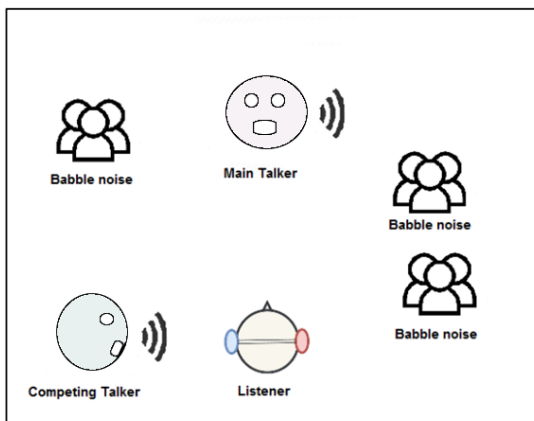 Babble noise
Main Talker
Babble noise
Babble noise
Competing Talker
Listener